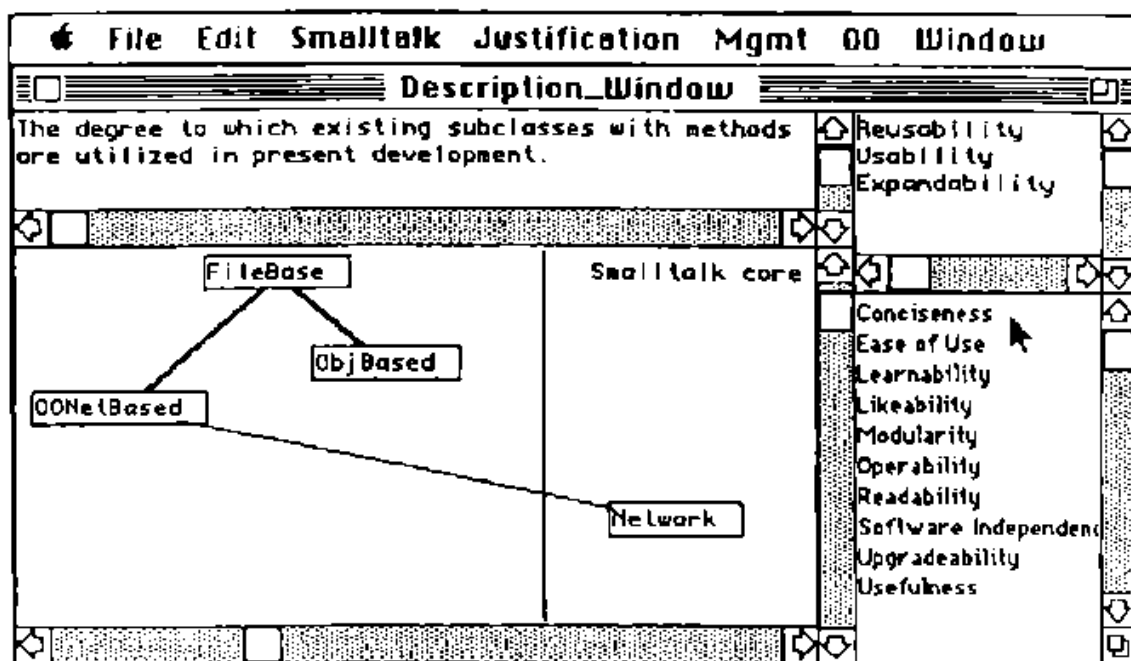 File Edit Smalltalk Justification Mgmt OO Window
Description_Window
The degree to which existing subclasses with methods
are utilized in present development.
Reusability
Usability
Expandability
FileBase
Smalltalk core
ObjBased
OONetBased
Network
Conciseness
Ease of Use
Learnability
Likeability
Modularity
Operability
Readability
Software Independenc
Upgradeability
Usefulness